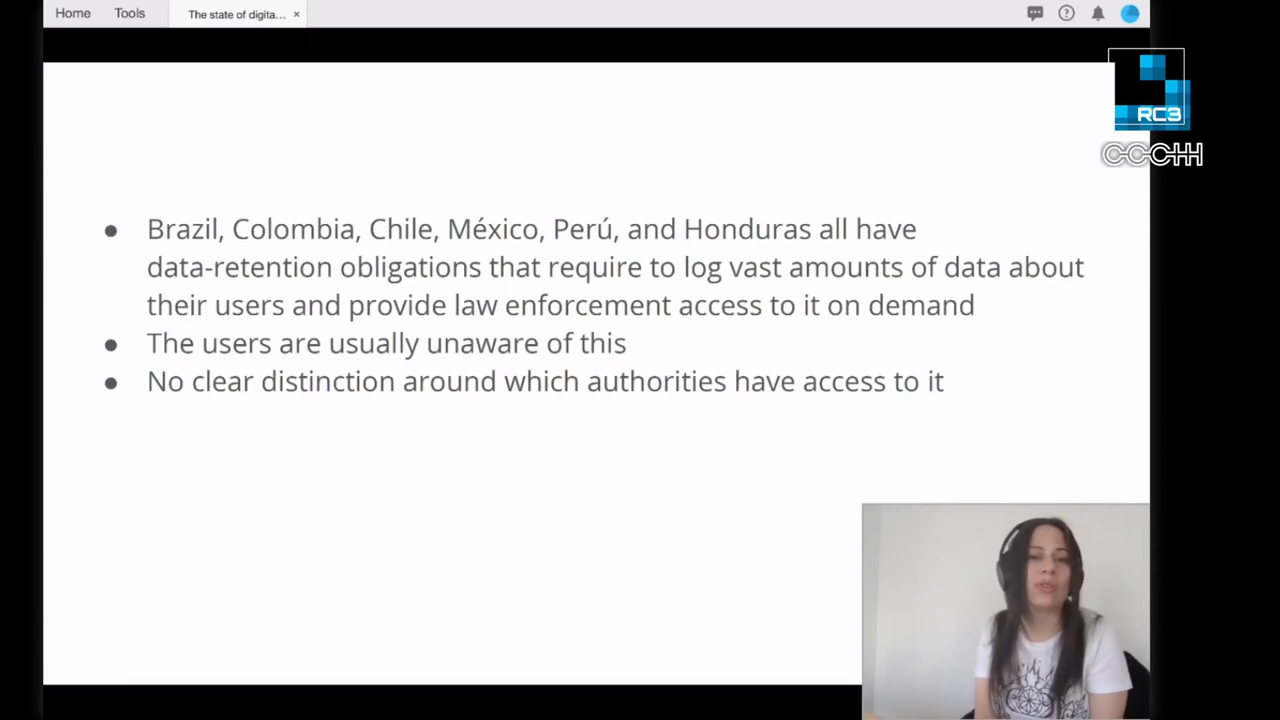 Home Tools The state of digita... ×
RC3
CCCHH
● Brazil, Colombia, Chile, México, Perú, and Honduras all have
data-retention obligations that require to log vast amounts of data about
their users and provide law enforcement access to it on demand
● The users are usually unaware of this
● No clear distinction around which authorities have access to it